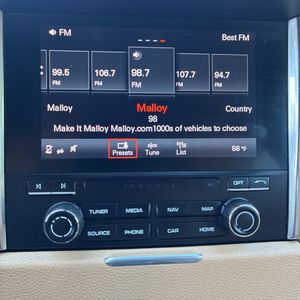 FM
Best FM
99.5 106.7 98.7 107.7 94.7
FM FM FM FM FM
Malloy Malloy Country
98
Make It Malloy Malloy.com1000s of vehicles to choose
Presets Tune List 58 °F
OPT
TUNER MEDIA NAV MAP
SOURCE PHONE CAR HOME